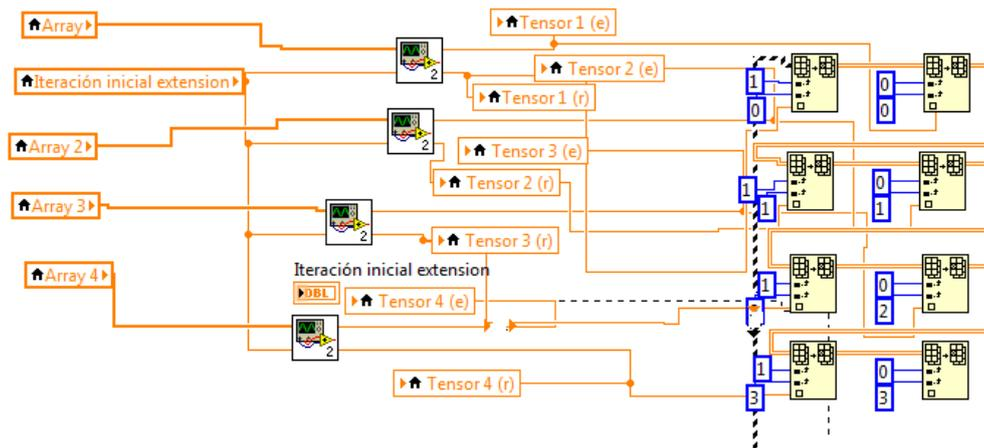 Array
Tensor 1 (e)
Iteración inicial extension
2
Tensor 2 (e)
Tensor 1 (r)
1
0
0
0
Array 2
2
Tensor 3 (e)
Tensor 2 (r)
1
1
0
1
Array 3
2
Tensor 3 (r)
Array 4
Iteración inicial extension
DBL
Tensor 4 (e)
1
0
2
2
Tensor 4 (r)
1
3
0
3